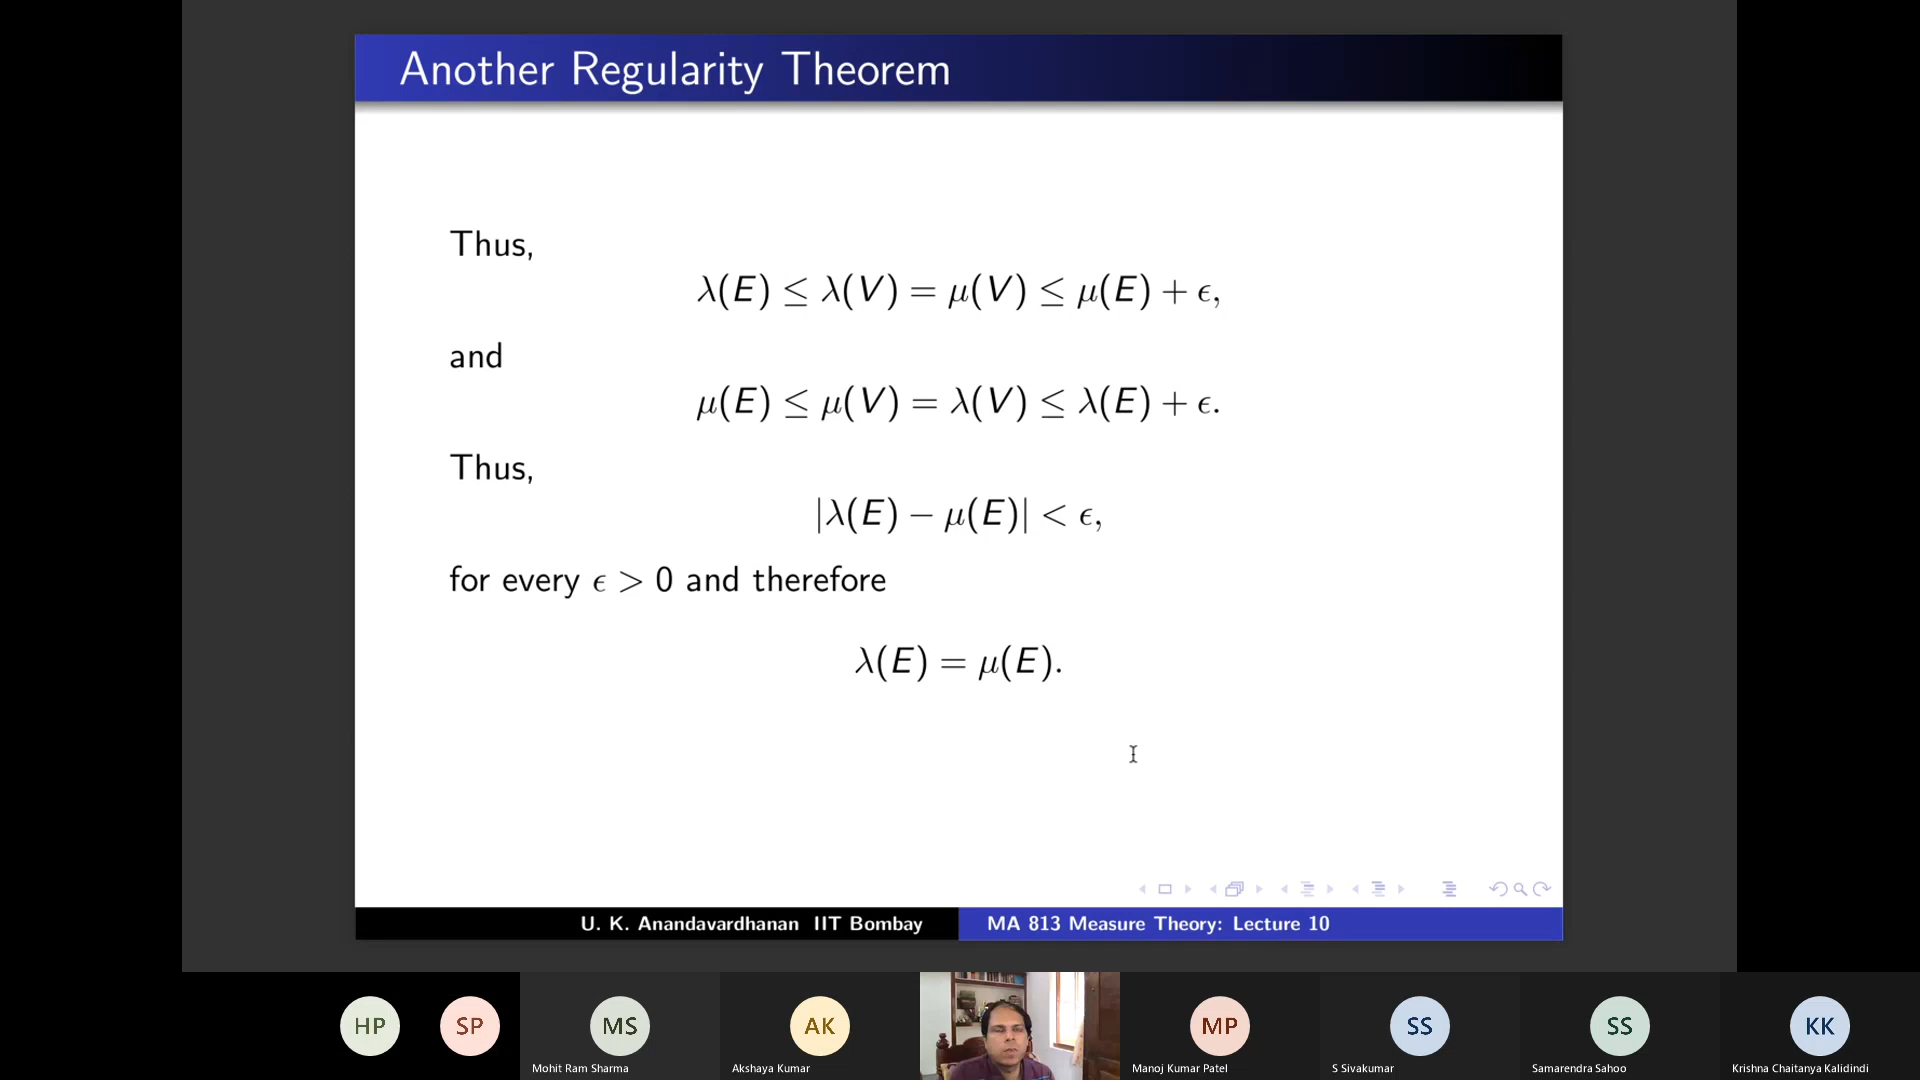 Another Regularity Theorem
Thus,
λ(E) ≤ λ(V) = μ(V) ≤ μ(E) + ϵ,
and
μ(E) ≤ μ(V) = λ(V) ≤ λ(E) + ϵ.
Thus,
|λ(E) − μ(E)| < ϵ,
for every ϵ > 0 and therefore
λ(E) = μ(E).
U. K. Anandavardhanan IIT Bombay
MA 813 Measure Theory: Lecture 10
HP
SP
MS
AK
MP
SS
SS
KK
Mohit Ram Sharma
Akshaya Kumar
Manoj Kumar Patel
S Sivakumar
Samarendra Sahoo
Krishna Chaitanya Kalidindi